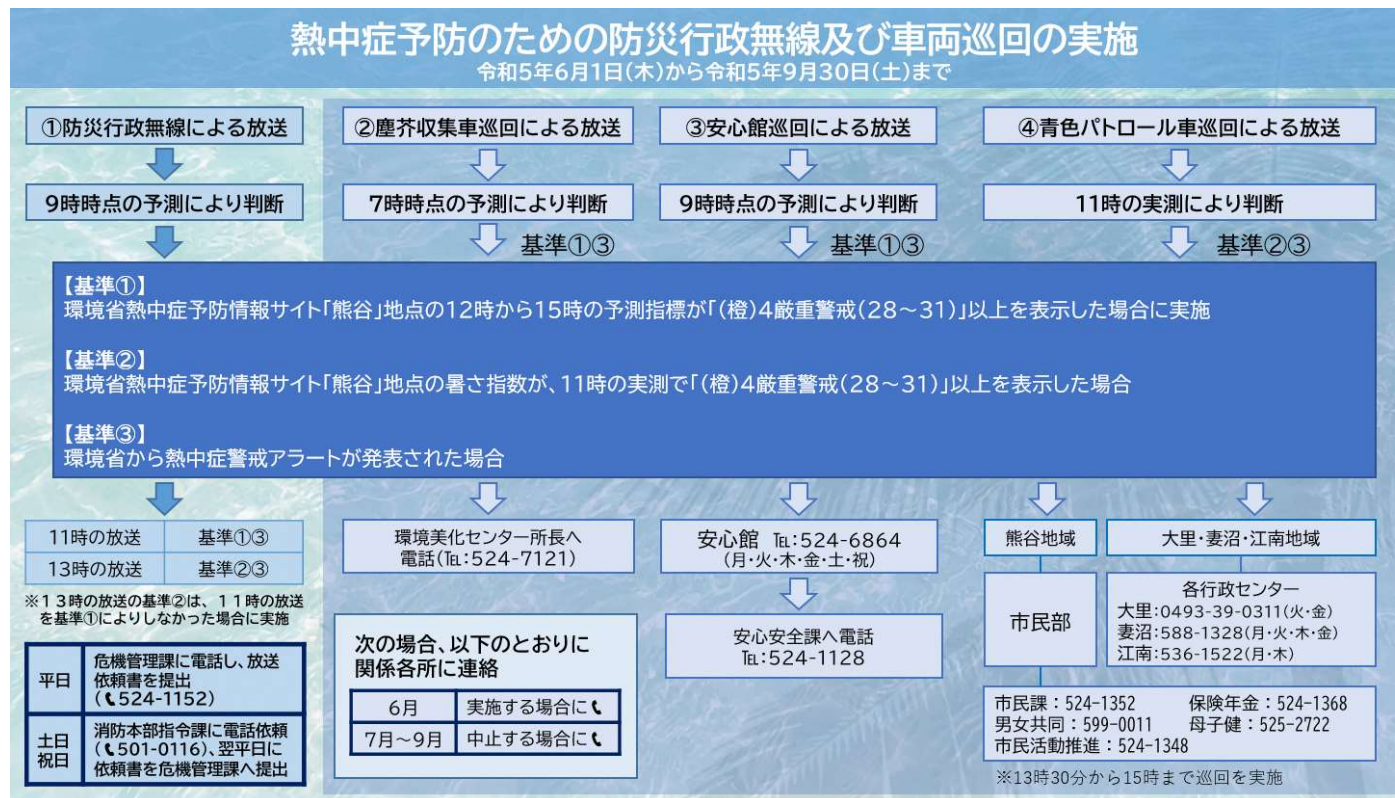 熱中症予防のための防災行政無線及び車両巡回の実施
令和5年6月1日(木)から令和5年9月30日(土)まで
①防災行政無線による放送
9時時点の予測により判断
②塵芥収集車巡回による放送
7時時点の予測により判断
基準①③
③安心館巡回による放送
9時時点の予測により判断
基準①③
④青色パトロール車巡回による放送
11時の実測により判断
基準②③
【基準①】
環境省熱中症予防情報サイト「熊谷」地点の12時から15時の予測指標が「(橙)4厳重警戒(28～31)」以上を表示した場合に実施
【基準②】
環境省熱中症予防情報サイト「熊谷」地点の暑さ指数が、11時の実測で「(橙)4厳重警戒(28～31)」以上を表示した場合
【基準③】
環境省から熱中症警戒アラートが発表された場合
11時の放送 基準①③
13時の放送 基準②③
※13時の放送の基準②は、11時の放送
を基準①によりしなかった場合に実施
平日
危機管理課に電話し、放送
依頼書を提出
(📞524-1152)
土日
祝日
消防本部指令課に電話依頼
(📞501-0116)、翌平日に
依頼書を危機管理課へ提出
環境美化センター所長へ
電話(℡:524-7121)
次の場合、以下のとおりに
関係各所に連絡
6月 実施する場合に📞
7月～9月 中止する場合に📞
安心館 ℡:524-6864
(月・火・木・金・土・祝)
安心安全課へ電話
℡:524-1128
熊谷地域
市民部
大里・妻沼・江南地域
各行政センター
大里:0493-39-0311(火・金)
妻沼:588-1328(月・火・木・金)
江南:536-1522(月・木)
市民課：524-1352 保険年金：524-1368
男女共同：599-0011 母子健：525-2722
市民活動推進：524-1348
※13時30分から15時まで巡回を実施